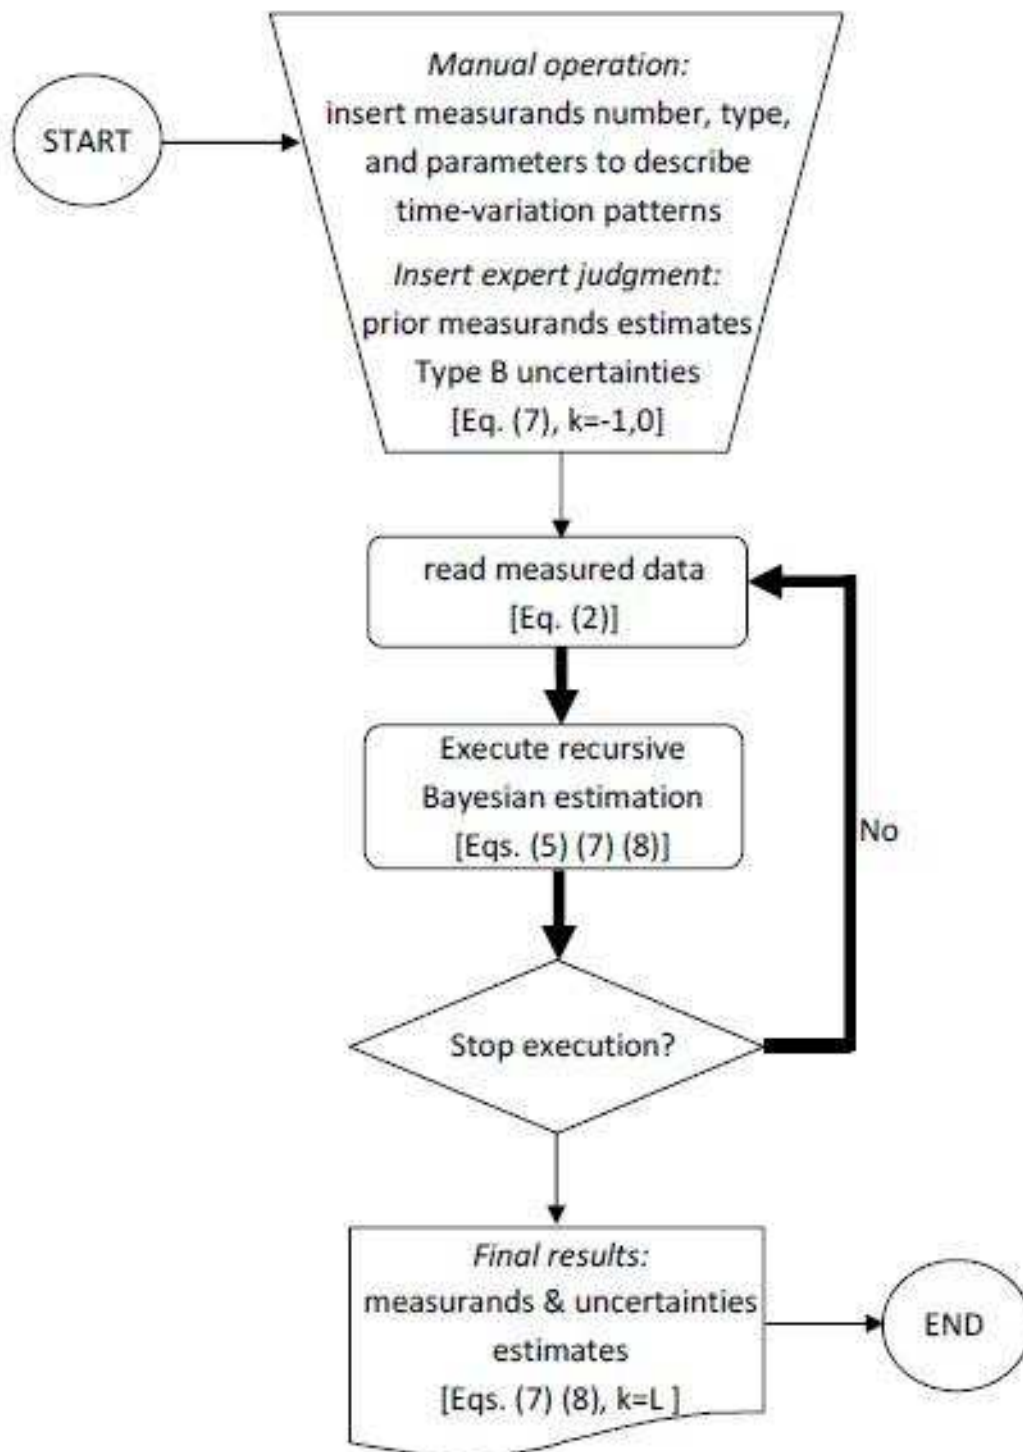 START
Manual operation:
insert measurands number, type,
and parameters to describe
time-variation patterns
Insert expert judgment:
prior measurands estimates
Type B uncertainties
[Eq. (7), k=-1,0]
read measured data
[Eq. (2)]
Execute recursive
Bayesian estimation
[Eqs. (5) (7) (8)]
No
Stop execution?
Final results:
measurands & uncertainties
estimates
[Eqs. (7) (8), k=L ]
END